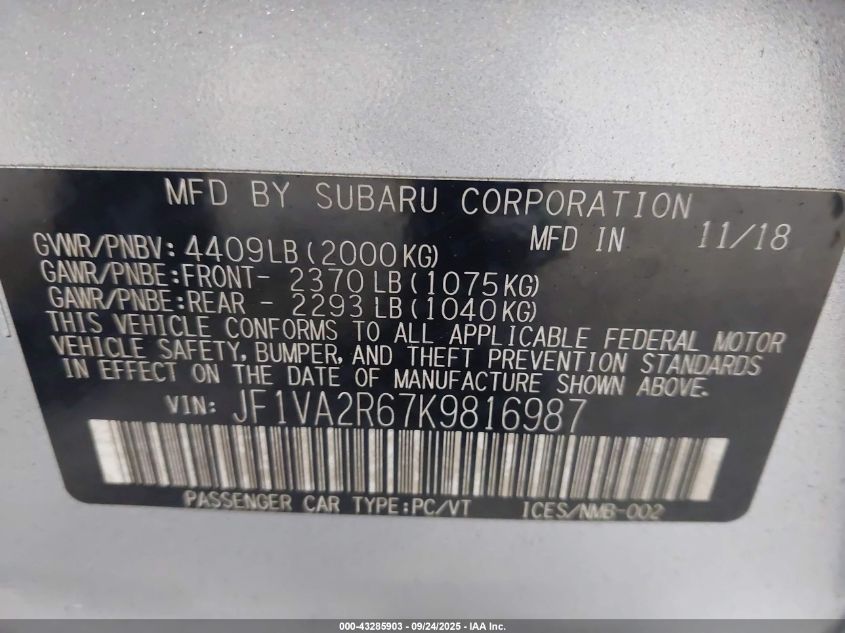 MFD BY SUBARU CORPORATION
MFD IN 11/18
GVWR/PNBV: 4409LB(2000KG)
GAWR/PNBE:FRONT- 2370LB(1075KG)
GAWR/PNBE:REAR - 2293LB(1040KG)
THIS VEHICLE CONFORMS TO ALL APPLICABLE FEDERAL MOTOR
VEHICLE SAFETY, BUMPER, AND THEFT PREVENTION STANDARDS
IN EFFECT ON THE DATE OF MANUFACTURE SHOWN ABOVE.
VIN: JF1VA2R67K9816987
PASSENGER CAR TYPE:PC/VT ICES/NMB-002
000-43285903 - 09/24/2025 - IAA Inc.